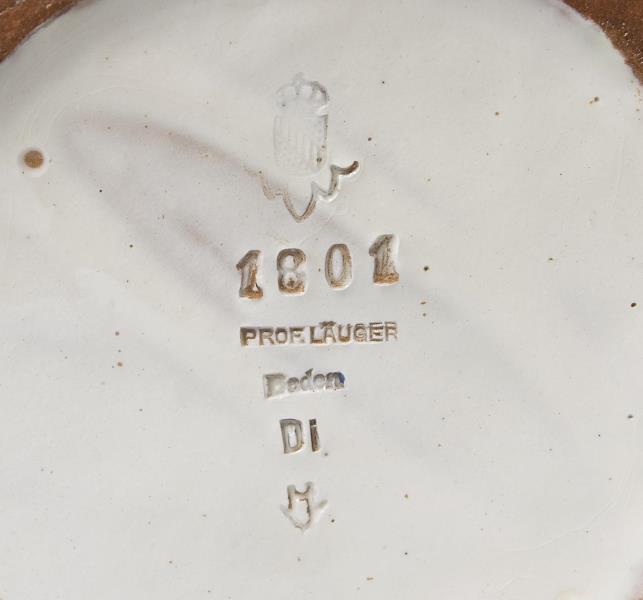 1801
PROF. LÄUGER
Baden
Di